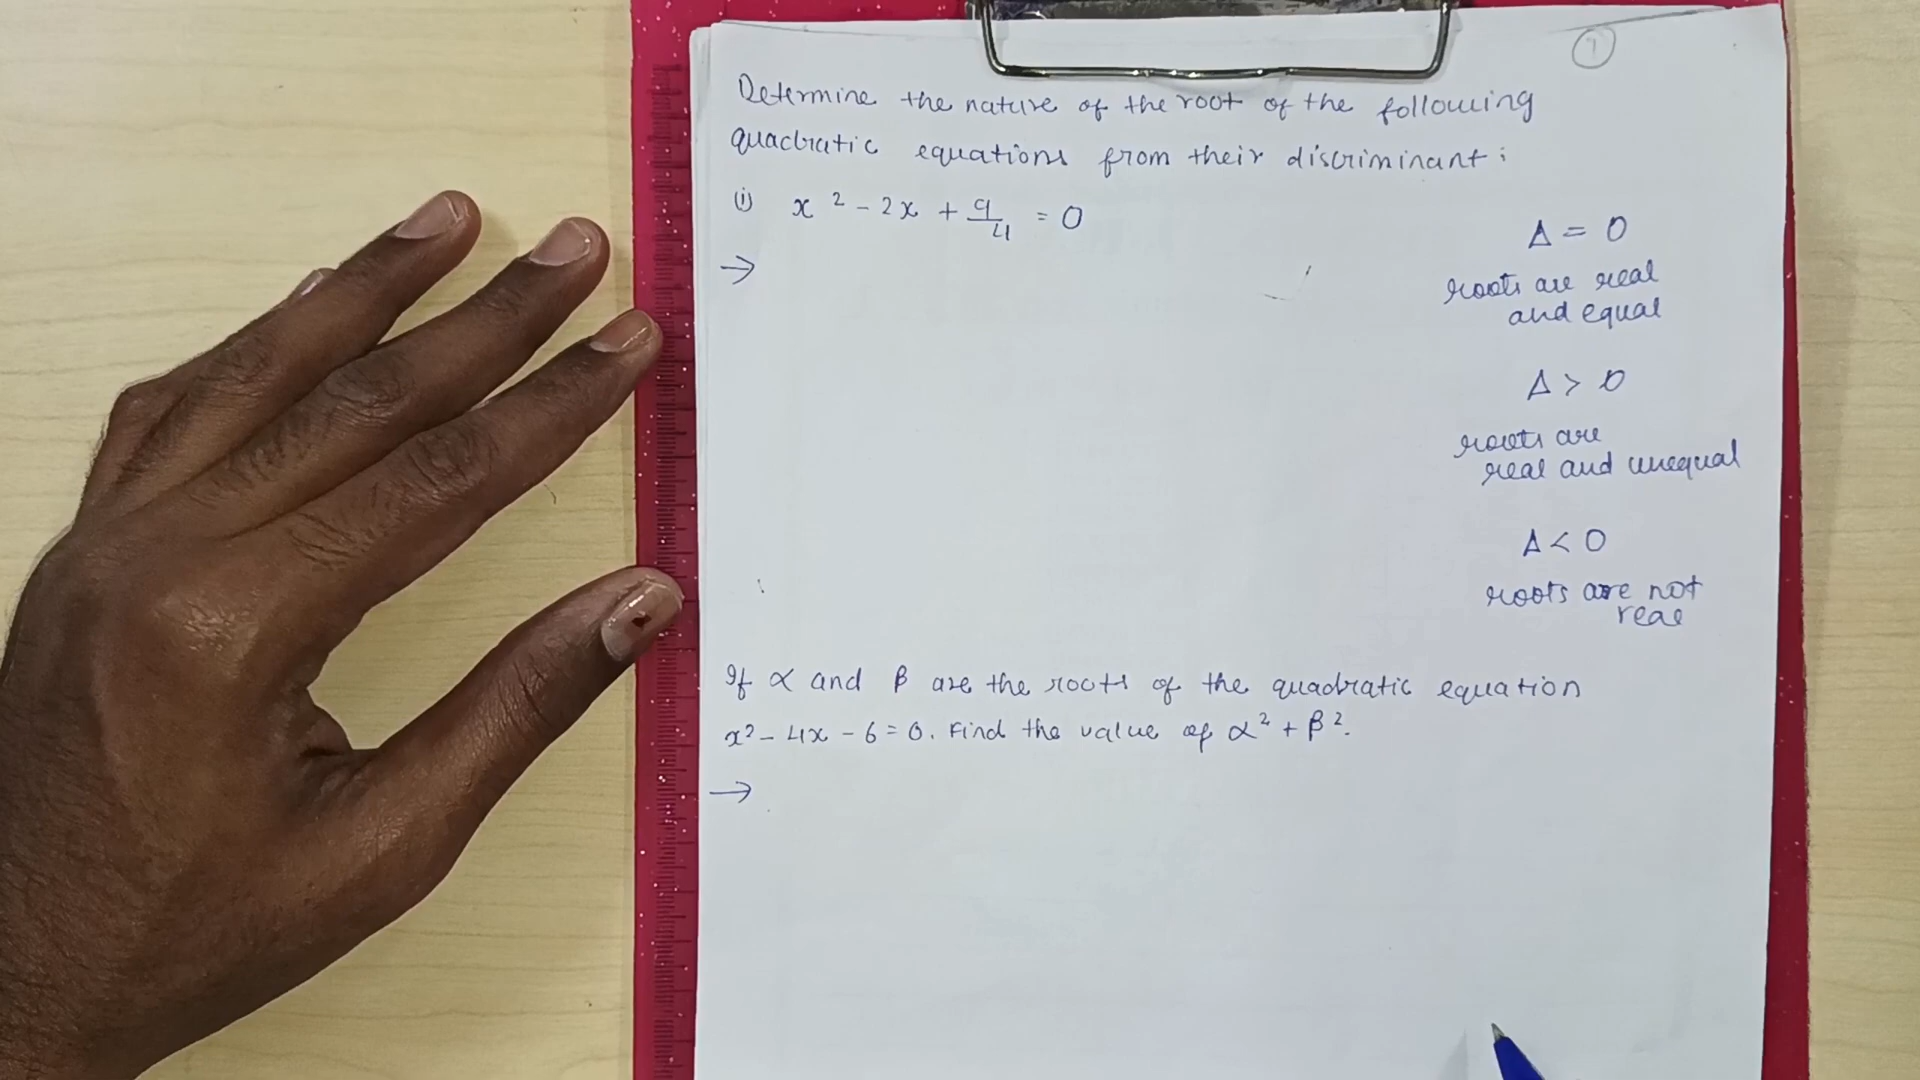 1
Determine the nature of the root of the following
quadratic equations from their discriminant:
(i) x² - 2x + 9/4 = 0
→
Δ = 0
roots are real
and equal
Δ > 0
roots are
real and unequal
Δ < 0
roots are not
real
If α and β are the roots of the quadratic equation
x² - 4x - 6 = 0. Find the value of α² + β².
→